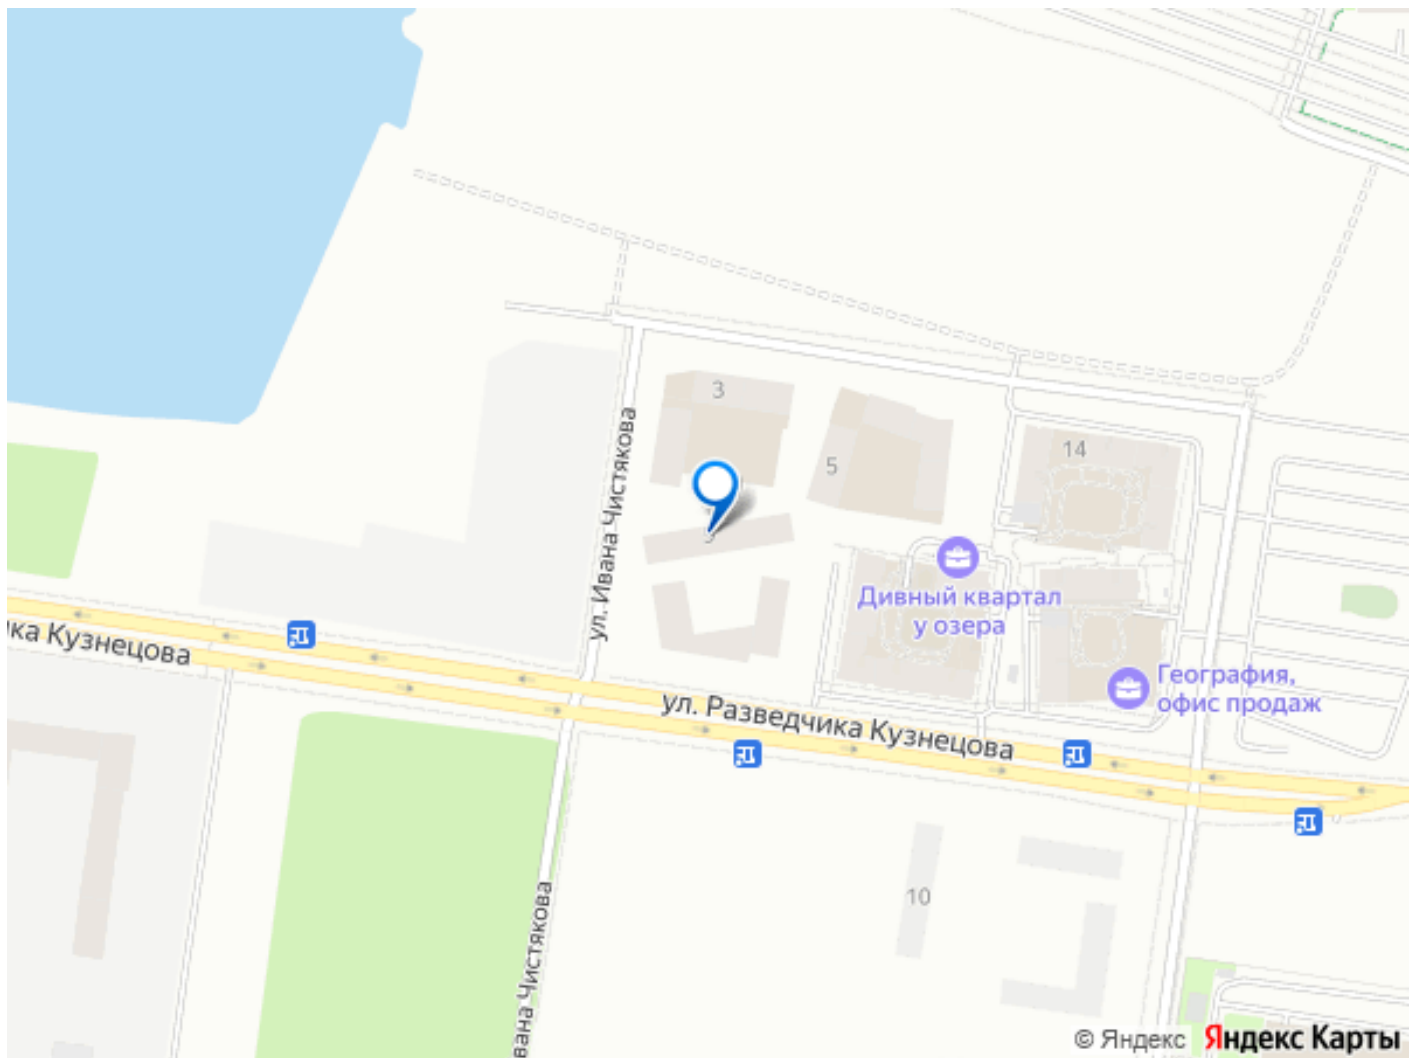 3
ул. Ивана Чистякова
5
14
Дивный квартал
у озера
ка Кузнецова
География,
офис продаж
ул. Разведчика Кузнецова
10
вана Чистякова
© Яндекс Яндекс Карты